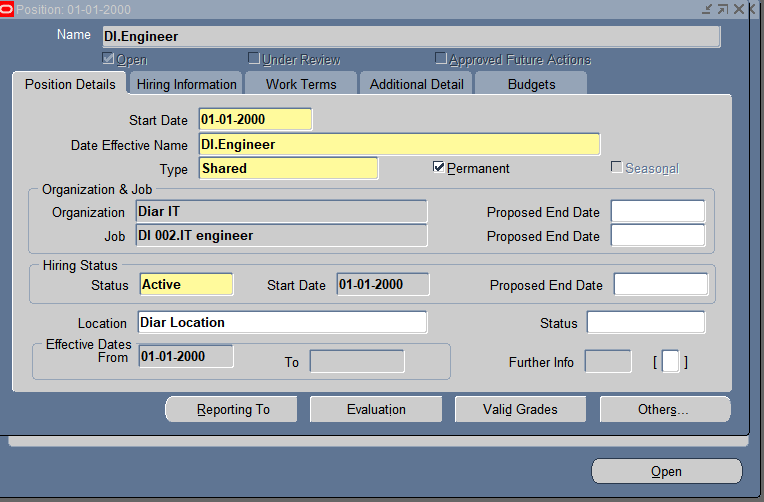 Position: 01-01-2000
Name DI.Engineer
Open Under Review Approved Future Actions
Position Details Hiring Information Work Terms Additional Detail Budgets
Start Date 01-01-2000
Date Effective Name DI.Engineer
Type Shared Permanent Seasonal
Organization & Job
Organization Diar IT Proposed End Date
Job DI 002.IT engineer Proposed End Date
Hiring Status
Status Active Start Date 01-01-2000 Proposed End Date
Location Diar Location Status
Effective Dates
From 01-01-2000 To Further Info [ ]
Reporting To Evaluation Valid Grades Others...
Open